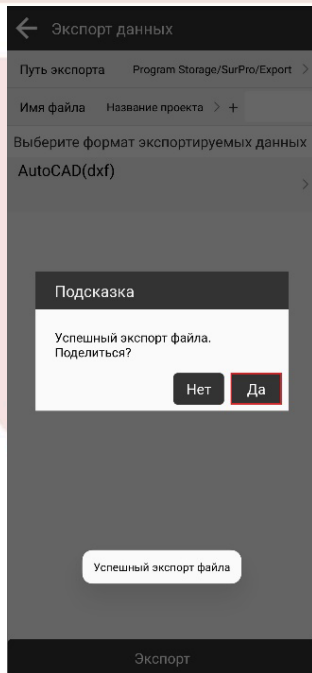 Экспорт данных
Путь экспорта Program Storage/SurPro/Export >
Имя файла Название проекта > +
Выберите формат экспортируемых данных
AutoCAD(dxf) >
Подсказка
Успешный экспорт файла.
Поделиться?
Нет Да
Успешный экспорт файла
Экспорт